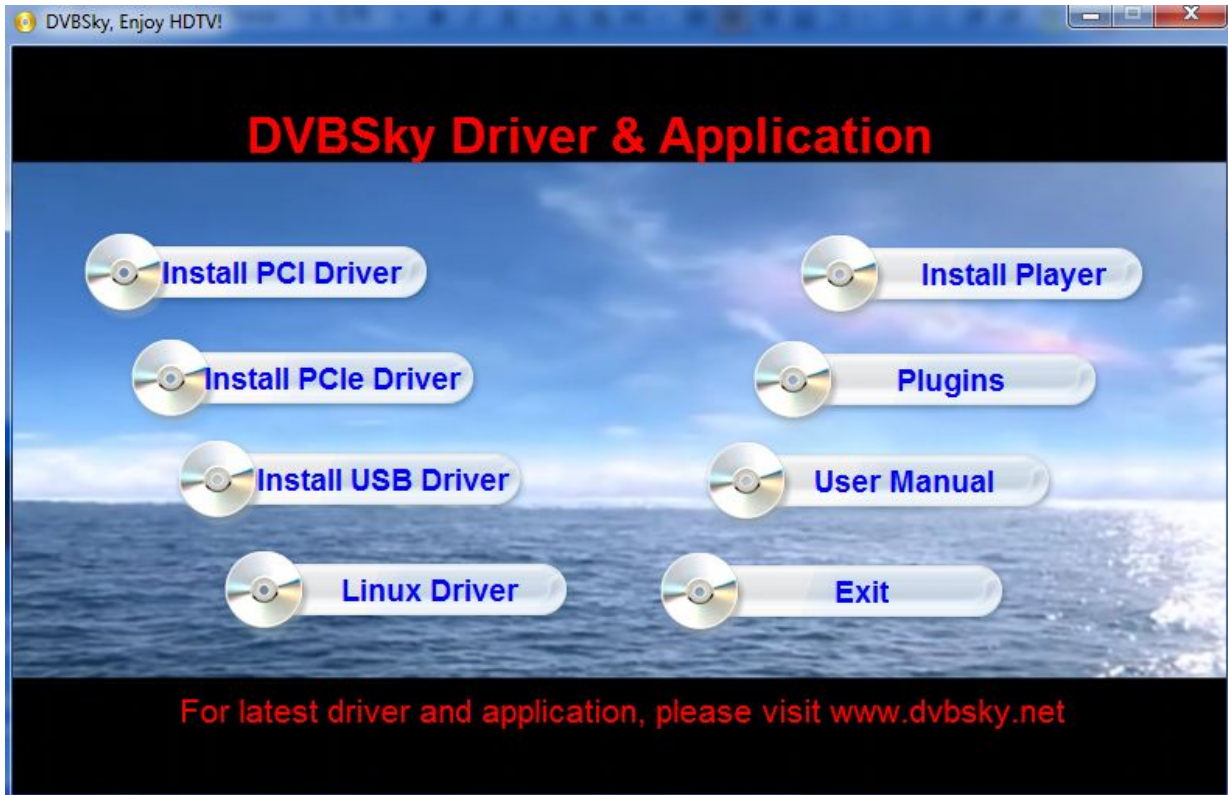 DVBSky, Enjoy HDTV!
DVBSky Driver & Application
Install PCI Driver
Install Player
Install PCIe Driver
Plugins
Install USB Driver
User Manual
Linux Driver
Exit
For latest driver and application, please visit www.dvbsky.net